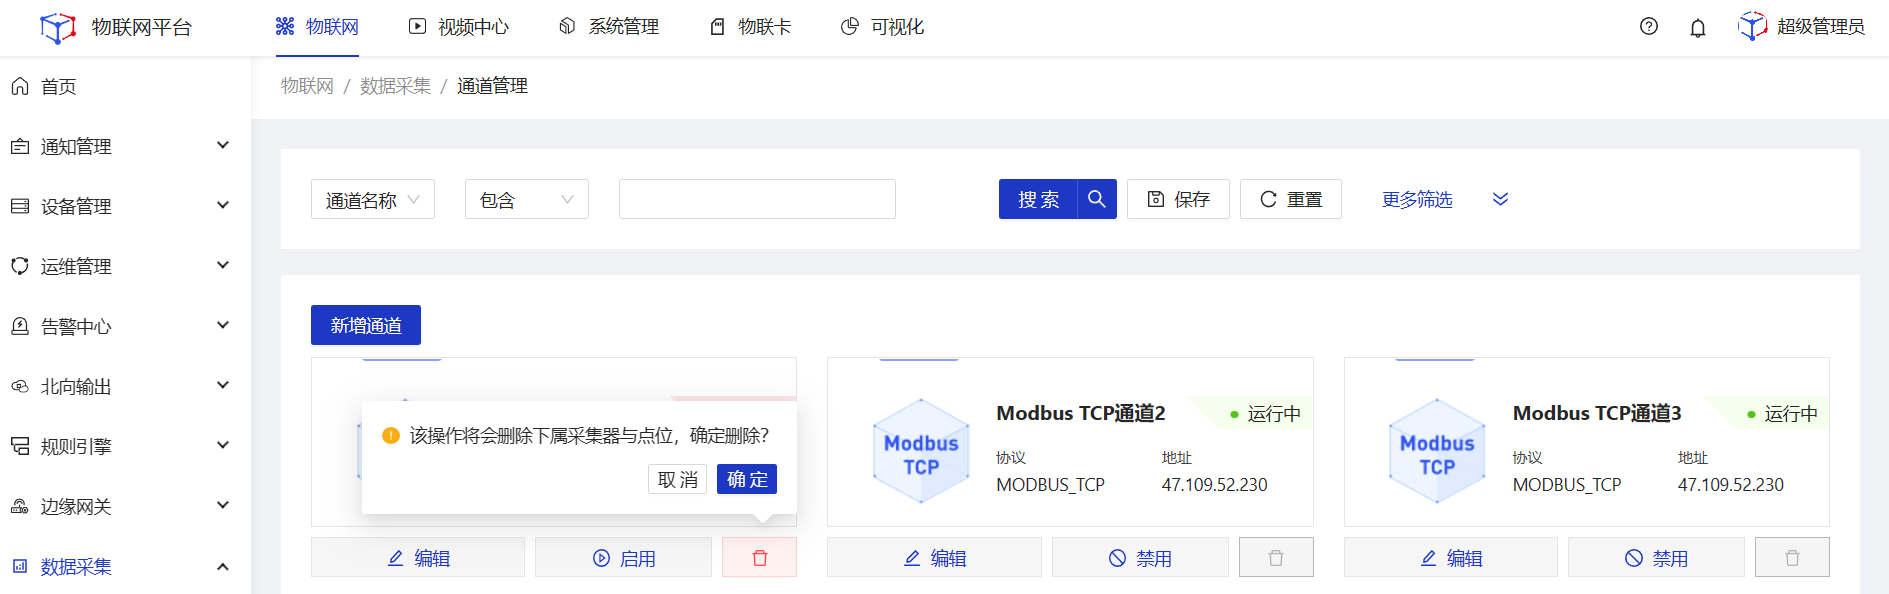 物联网平台
物联网
视频中心
系统管理
物联卡
可视化
超级管理员
首页
通知管理
设备管理
运维管理
告警中心
北向输出
规则引擎
边缘网关
数据采集
物联网 / 数据采集 / 通道管理
通道名称
包含
搜索
保存
重置
更多筛选
新增通道
该操作将会删除下属采集器与点位，确定删除？
取消
确定
编辑
启用
Modbus TCP
Modbus TCP通道2
运行中
协议
地址
MODBUS_TCP
47.109.52.230
编辑
禁用
Modbus TCP
Modbus TCP通道3
运行中
协议
地址
MODBUS_TCP
47.109.52.230
编辑
禁用